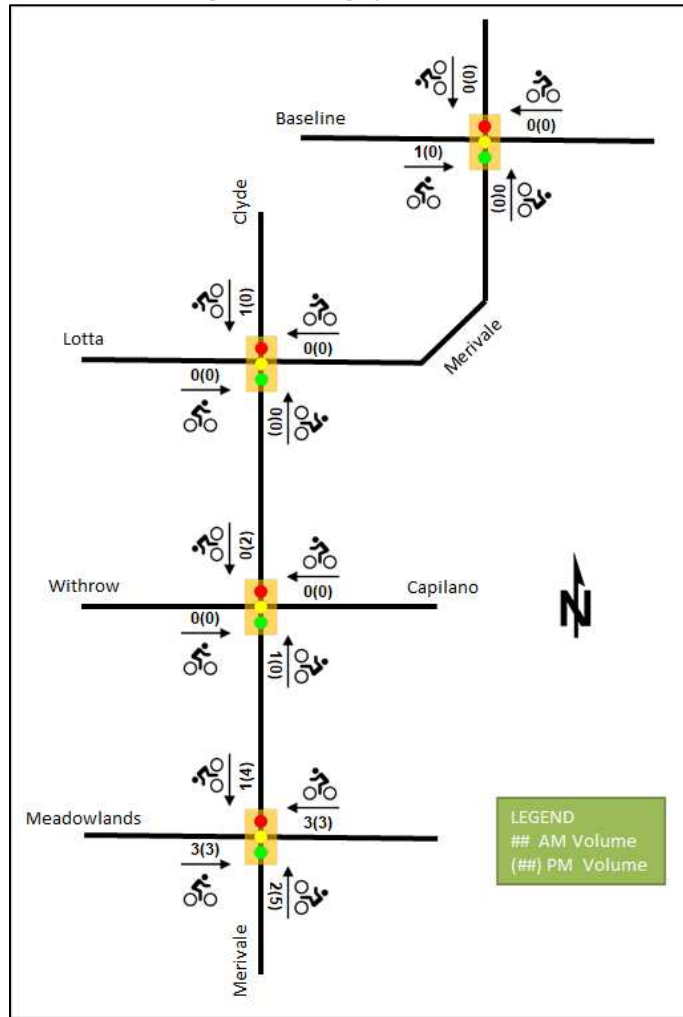 0(0)
Baseline
0(0)
1(0)
0(0)
Clyde
1(0)
Lotta
0(0)
Merivale
0(0)
0(0)
0(2)
Withrow
0(0)
Capilano
0(0)
1(0)
1(4)
Meadowlands
3(3)
3(3)
2(5)
Merivale
N
LEGEND
## AM Volume
(##) PM Volume